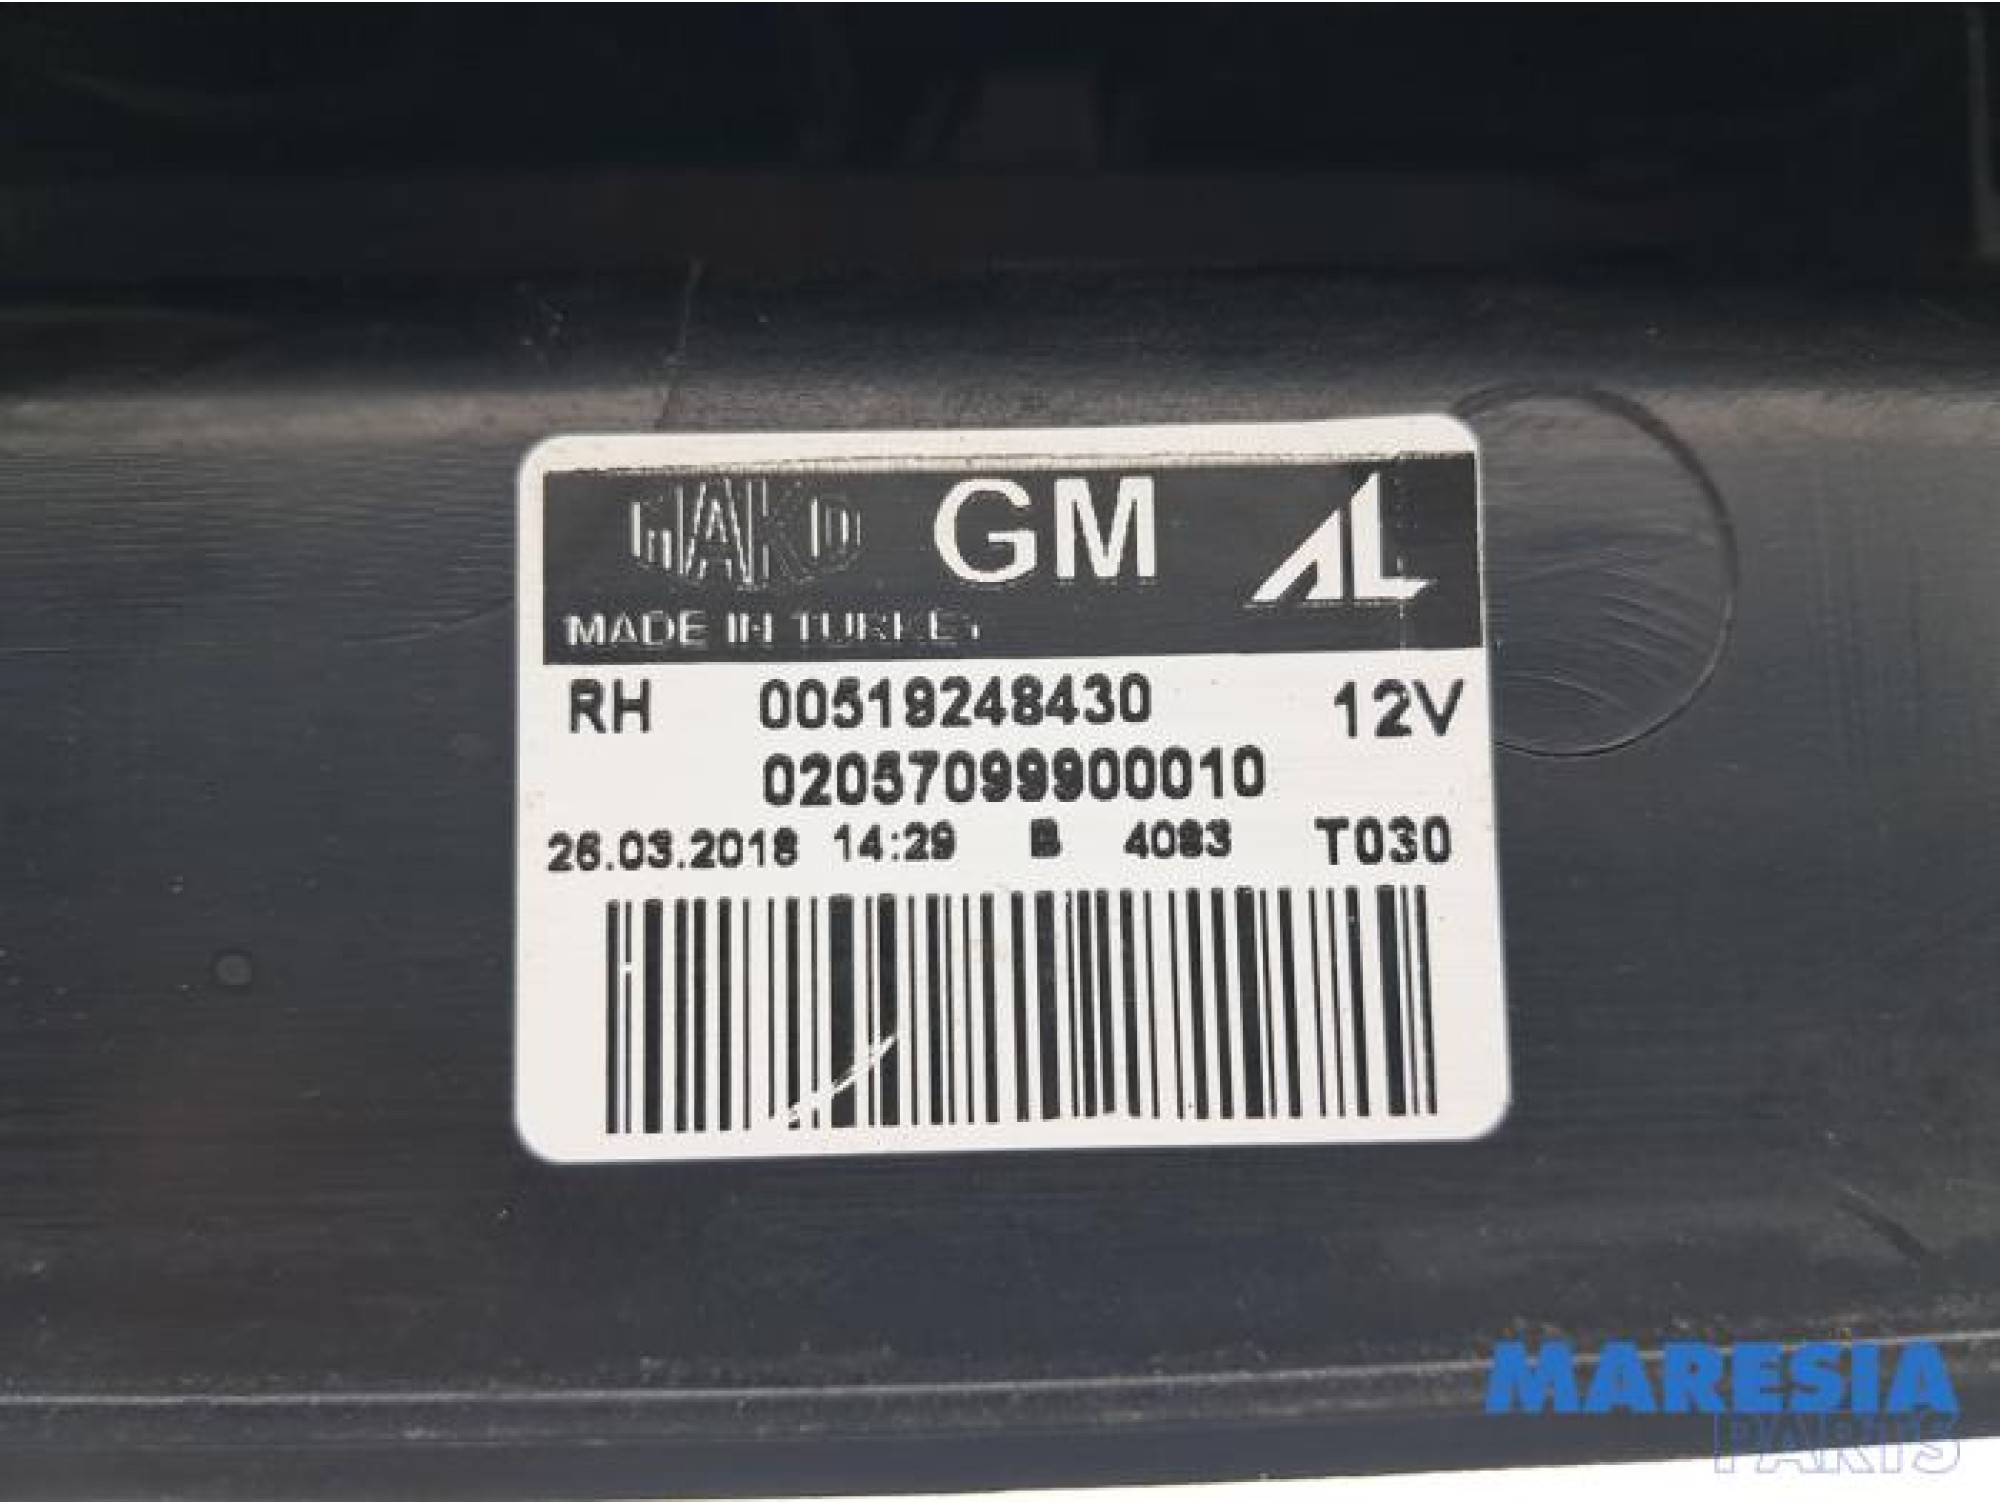 MAKO GM AL
MADE IN TURKEY
RH 00519248430 12V
02057099900010
26.03.2018 14:29 B 4083 T030
MARESIA
PARTS